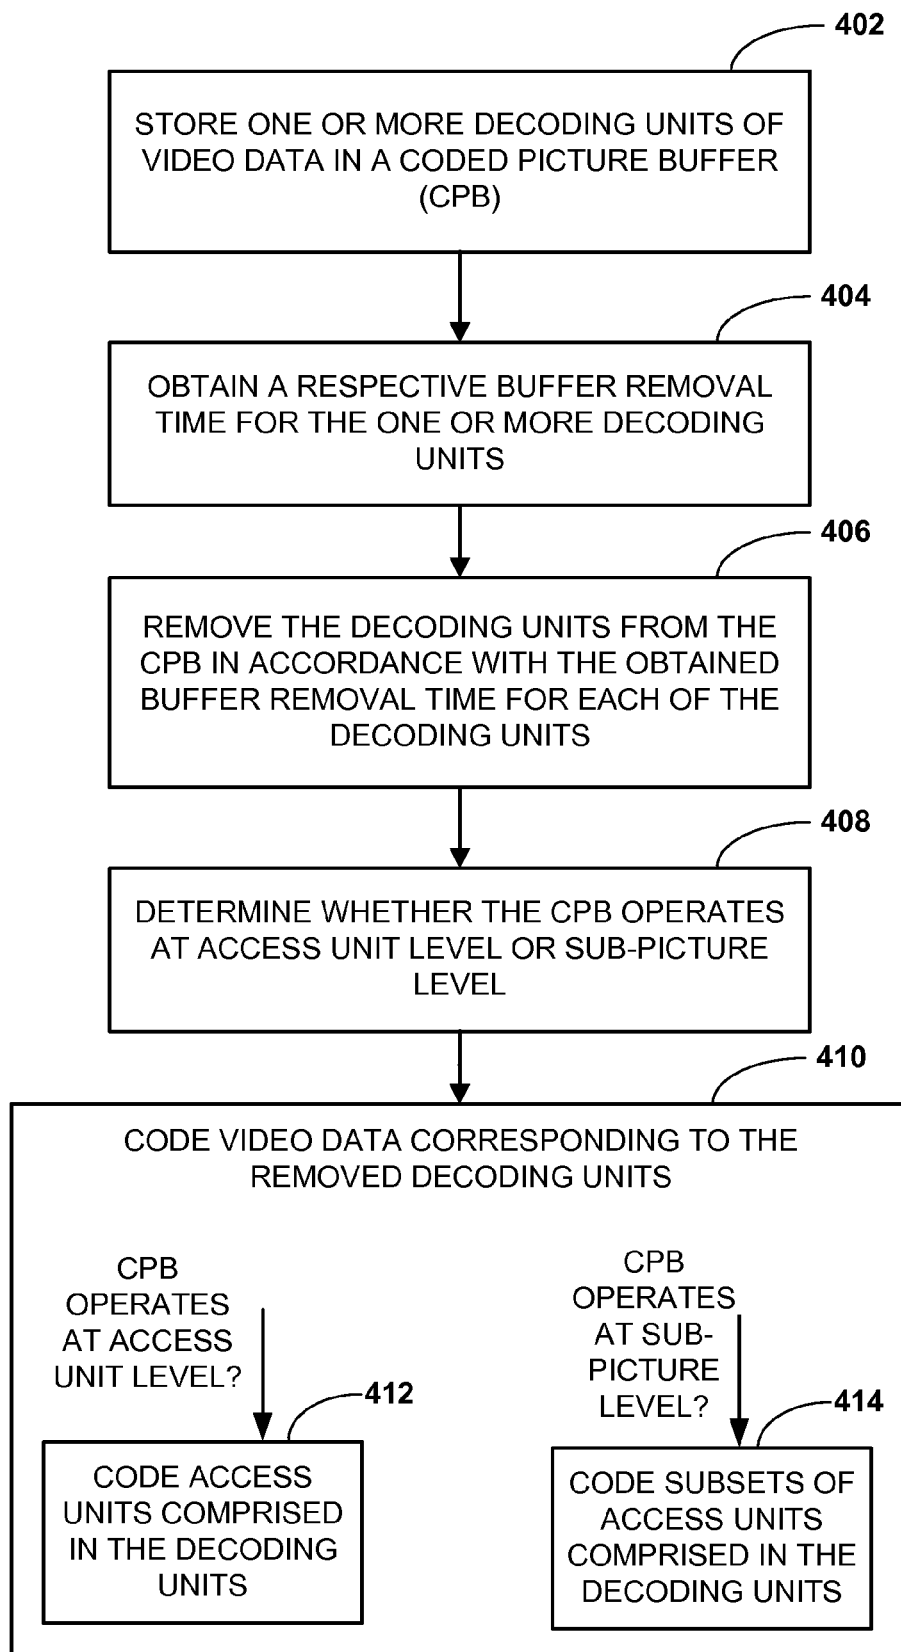 402
STORE ONE OR MORE DECODING UNITS OF
VIDEO DATA IN A CODED PICTURE BUFFER
(CPB)
404
OBTAIN A RESPECTIVE BUFFER REMOVAL
TIME FOR THE ONE OR MORE DECODING
UNITS
406
REMOVE THE DECODING UNITS FROM THE
CPB IN ACCORDANCE WITH THE OBTAINED
BUFFER REMOVAL TIME FOR EACH OF THE
DECODING UNITS
408
DETERMINE WHETHER THE CPB OPERATES
AT ACCESS UNIT LEVEL OR SUB-PICTURE
LEVEL
410
CODE VIDEO DATA CORRESPONDING TO THE
REMOVED DECODING UNITS
CPB
OPERATES
AT ACCESS
UNIT LEVEL?
412
CODE ACCESS
UNITS COMPRISED
IN THE DECODING
UNITS
CPB
OPERATES
AT SUB-
PICTURE
LEVEL?
414
CODE SUBSETS OF
ACCESS UNITS
COMPRISED IN THE
DECODING UNITS